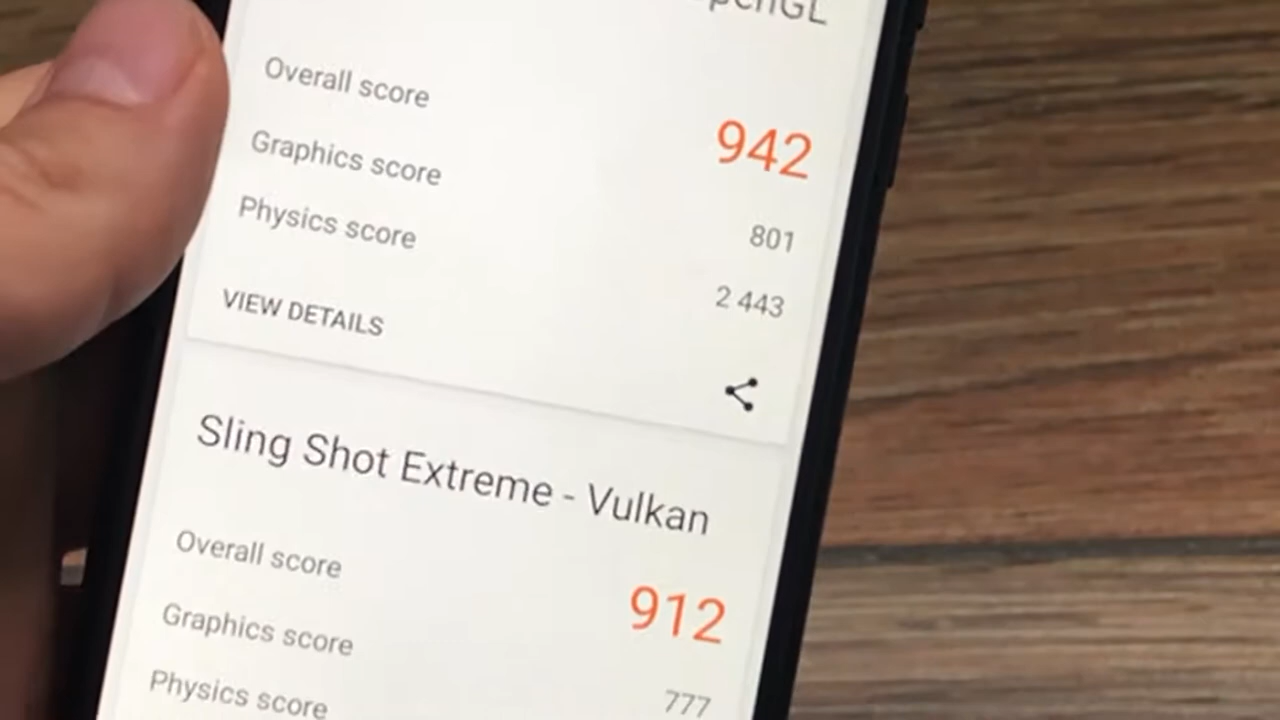 OpenGL
Overall score
942
Graphics score
801
Physics score
2 443
VIEW DETAILS
Sling Shot Extreme - Vulkan
Overall score
912
Graphics score
777
Physics score